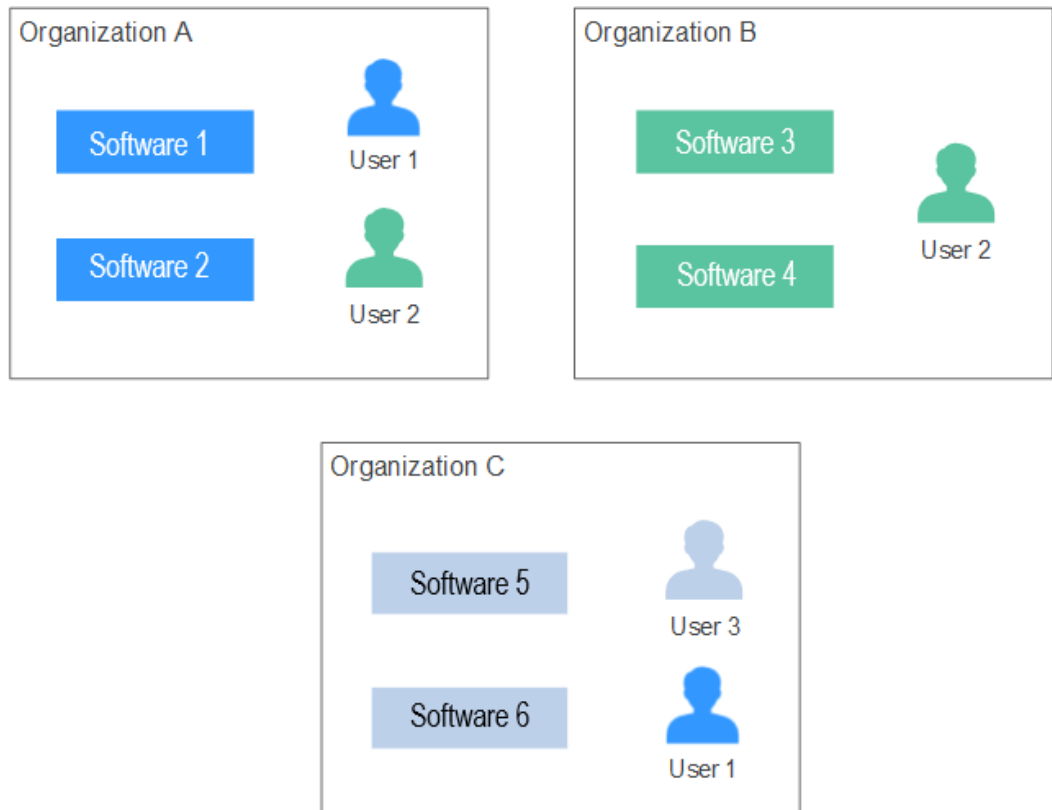 Organization A
Software 1
User 1
Software 2
User 2
Organization B
Software 3
User 2
Software 4
Organization C
Software 5
User 3
Software 6
User 1